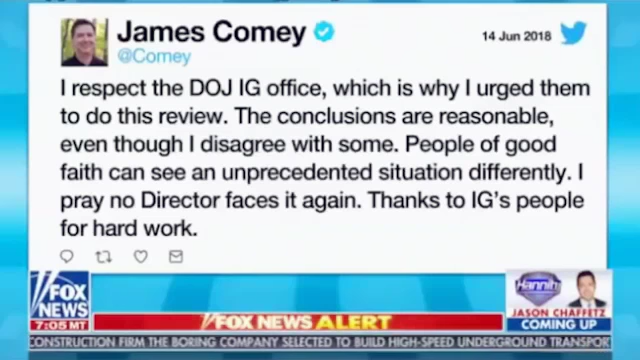 James Comey
@Comey
14 Jun 2018
I respect the DOJ IG office, which is why I urged them
to do this review. The conclusions are reasonable,
even though I disagree with some. People of good
faith can see an unprecedented situation differently. I
pray no Director faces it again. Thanks to IG's people
for hard work.
FOX
NEWS
7:05 MT
FOX NEWS ALERT
JASON CHAFFETZ
COMING UP
CONSTRUCTION FIRM THE BORING COMPANY SELECTED TO BUILD HIGH-SPEED UNDERGROUND TRANSPOR